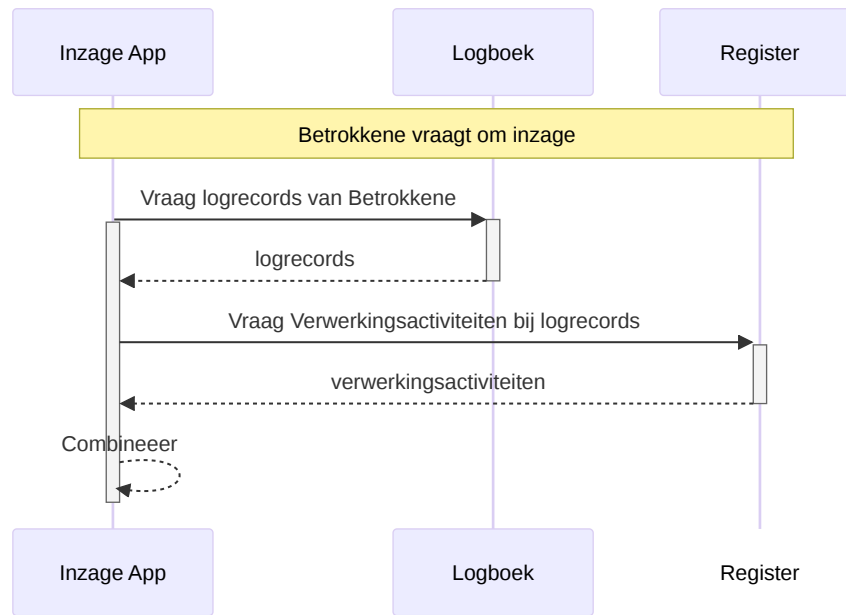 Inzage App
Logboek
Register
Betrokkene vraagt om inzage
Vraag logrecords van Betrokkene
logrecords
Vraag Verwerkingsactiviteiten bij logrecords
verwerkingsactiviteiten
Combineeer
Inzage App
Logboek
Register